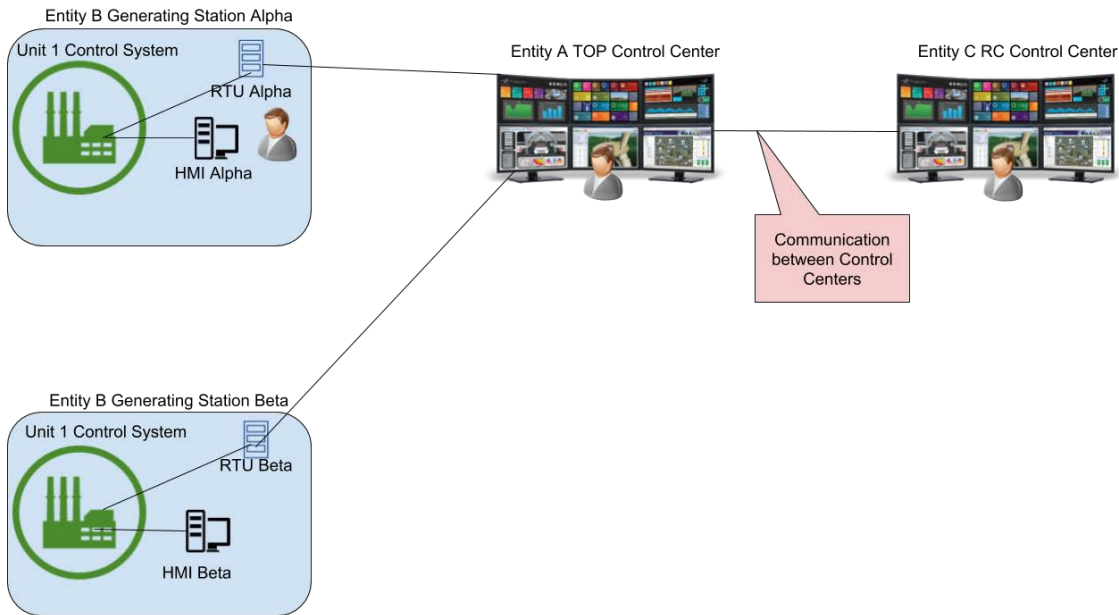 Entity B Generating Station Alpha
Unit 1 Control System
RTU Alpha
HMI Alpha
Entity A TOP Control Center
Entity C RC Control Center
Communication
between Control
Centers
Entity B Generating Station Beta
Unit 1 Control System
RTU Beta
HMI Beta